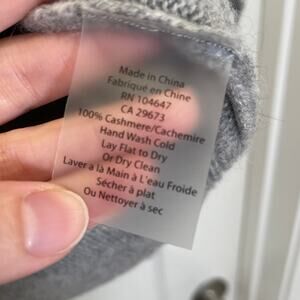 Made in China
Fabriqué en Chine
RN 104647
CA 29673
100% Cashmere/Cachemire
Hand Wash Cold
Lay Flat to Dry
Or Dry Clean
Laver à la Main à L'eau Froide
Sécher à plat
Ou Nettoyer à sec